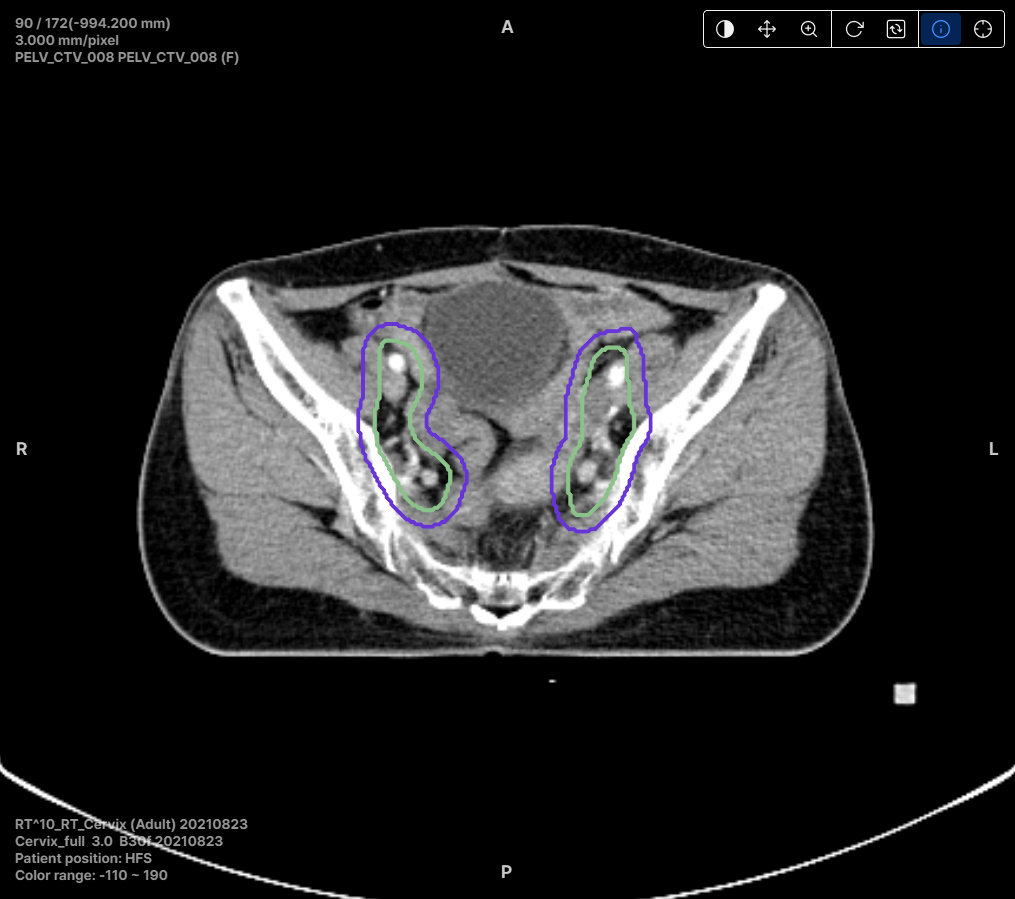 90 / 172(-994.200 mm)
3.000 mm/pixel
PELV_CTV_008 PELV_CTV_008 (F)
A
R
L
RT^10_RT_Cervix (Adult) 20210823
Cervix_full 3.0 B30f 20210823
Patient position: HFS
Color range: -110 ~ 190
P